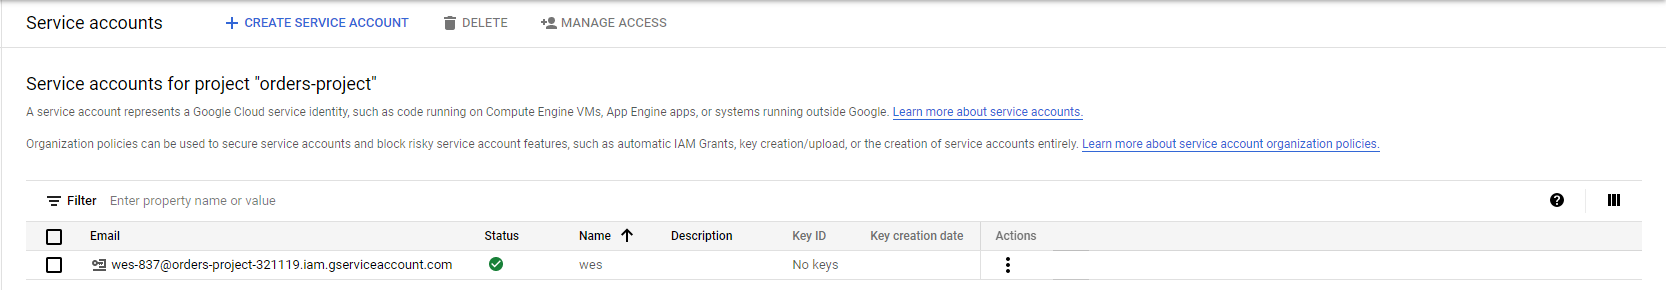 Service accounts
CREATE SERVICE ACCOUNT
DELETE
MANAGE ACCESS
Service accounts for project "orders-project"
A service account represents a Google Cloud service identity, such as code running on Compute Engine VMs, App Engine apps, or systems running outside Google. Learn more about service accounts.
Organization policies can be used to secure service accounts and block risky service account features, such as automatic IAM Grants, key creation/upload, or the creation of service accounts entirely. Learn more about service account organization policies.
Filter Enter property name or value
Email Status Name Description Key ID Key creation date Actions
wes-837@orders-project-321119.iam.gserviceaccount.com wes No keys